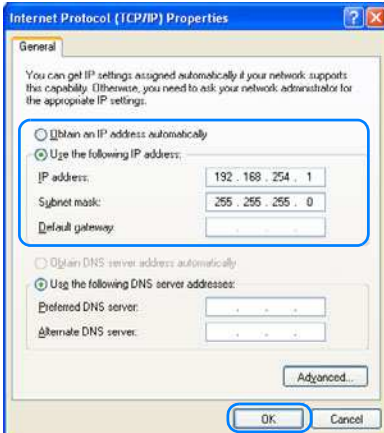 Internet Protocol (TCP/IP) Properties
General
You can get IP settings assigned automatically if your network supports
this capability. Otherwise, you need to ask your network administrator for
the appropriate IP settings.
Obtain an IP address automatically
Use the following IP address:
IP address: 192 . 168 . 254 . 1
Subnet mask: 255 . 255 . 255 . 0
Default gateway: . . .
Obtain DNS server address automatically
Use the following DNS server addresses:
Preferred DNS server: . . .
Alternate DNS server: . . .
Advanced...
OK Cancel